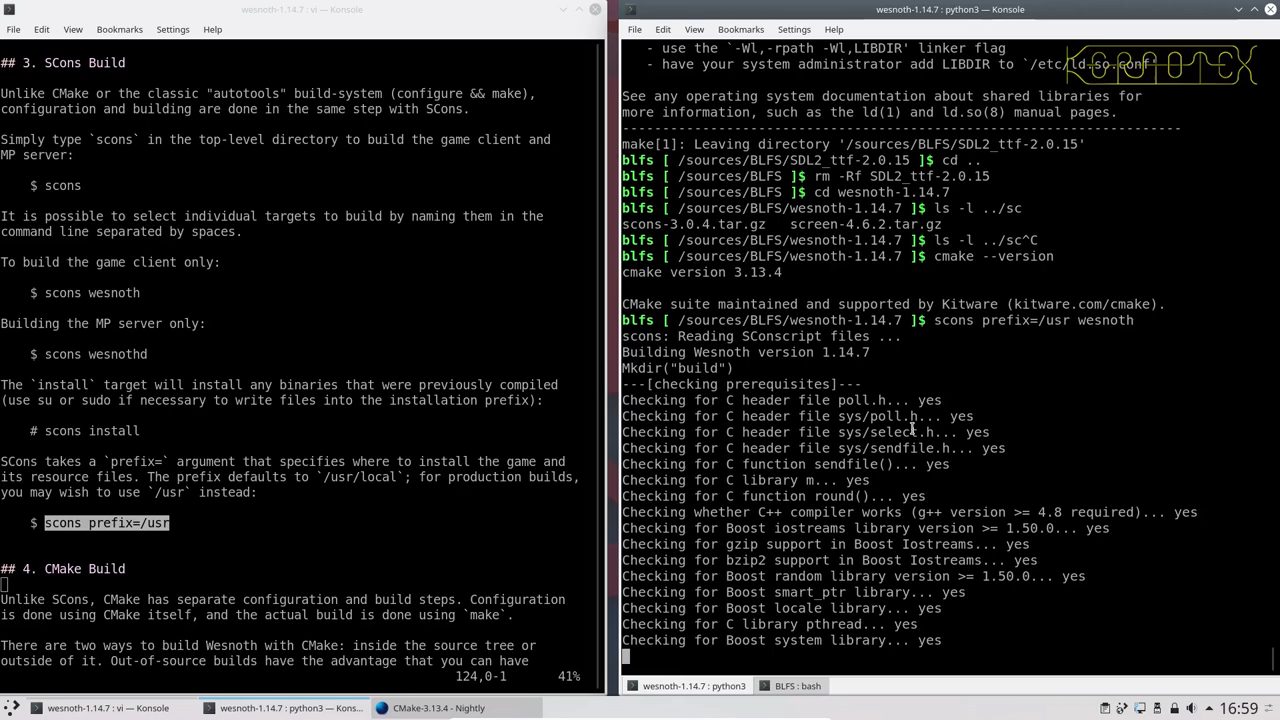 wesnoth-1.14.7 : vi — Konsole
File Edit View Bookmarks Settings Help
## 3. SCons Build
Unlike CMake or the classic "autotools" build-system (configure && make),
configuration and building are done in the same step with SCons.
Simply type `scons` in the top-level directory to build the game client and
MP server:
$ scons
It is possible to select individual targets to build by naming them in the
command line separated by spaces.
To build the game client only:
$ scons wesnoth
Building the MP server only:
$ scons wesnothd
The `install` target will install any binaries that were previously compiled
(use su or sudo if necessary to write files into the installation prefix):
# scons install
SCons takes a `prefix=` argument that specifies where to install the game and
its resource files. The prefix defaults to `/usr/local`; for production builds,
you may wish to use `/usr` instead:
$ scons prefix=/usr
## 4. CMake Build
Unlike SCons, CMake has separate configuration and build steps. Configuration
is done using CMake itself, and the actual build is done using `make`.
There are two ways to build Wesnoth with CMake: inside the source tree or
outside of it. Out-of-source builds have the advantage that you can have
124,0-1 41%
wesnoth-1.14.7 : python3 — Konsole
File Edit View Bookmarks Settings Help
- use the `-Wl,-rpath -Wl,LIBDIR' linker flag
- have your system administrator add LIBDIR to `/etc/ld.so.conf'
KERNOTEX
See any operating system documentation about shared libraries for
more information, such as the ld(1) and ld.so(8) manual pages.
----------------------------------------------------------------------
make[1]: Leaving directory '/sources/BLFS/SDL2_ttf-2.0.15'
blfs [ /sources/BLFS/SDL2_ttf-2.0.15 ]$ cd ..
blfs [ /sources/BLFS ]$ rm -Rf SDL2_ttf-2.0.15
blfs [ /sources/BLFS ]$ cd wesnoth-1.14.7
blfs [ /sources/BLFS/wesnoth-1.14.7 ]$ ls -l ../sc
scons-3.0.4.tar.gz screen-4.6.2.tar.gz
blfs [ /sources/BLFS/wesnoth-1.14.7 ]$ ls -l ../sc^C
blfs [ /sources/BLFS/wesnoth-1.14.7 ]$ cmake --version
cmake version 3.13.4
CMake suite maintained and supported by Kitware (kitware.com/cmake).
blfs [ /sources/BLFS/wesnoth-1.14.7 ]$ scons prefix=/usr wesnoth
scons: Reading SConscript files ...
Building Wesnoth version 1.14.7
Mkdir("build")
---[checking prerequisites]---
Checking for C header file poll.h... yes
Checking for C header file sys/poll.h... yes
Checking for C header file sys/select.h... yes
Checking for C header file sys/sendfile.h... yes
Checking for C function sendfile()... yes
Checking for C library m... yes
Checking for C function round()... yes
Checking whether C++ compiler works (g++ version >= 4.8 required)... yes
Checking for Boost iostreams library version >= 1.50.0... yes
Checking for gzip support in Boost Iostreams... yes
Checking for bzip2 support in Boost Iostreams... yes
Checking for Boost random library version >= 1.50.0... yes
Checking for Boost smart_ptr library... yes
Checking for Boost locale library... yes
Checking for C library pthread... yes
Checking for Boost system library... yes
wesnoth-1.14.7 : python3 BLFS : bash
wesnoth-1.14.7 : vi — Konsole wesnoth-1.14.7 : python3 — Kons... CMake-3.13.4 - Nightly 16:59